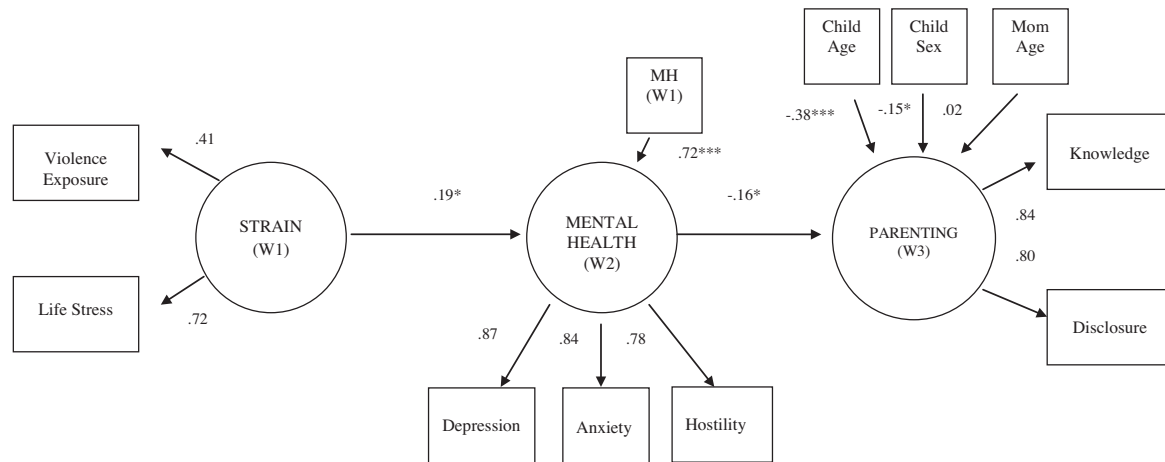 Child
Age
Child
Sex
Mom
Age
MH
(W1)
-.38***
-.15*
.02
.41
Violence
Exposure
.72***
Knowledge
.19*
-.16*
.84
STRAIN
(W1)
MENTAL
HEALTH
(W2)
PARENTING
(W3)
.80
Life Stress
.72
.87
.84
.78
Disclosure
Depression
Anxiety
Hostility